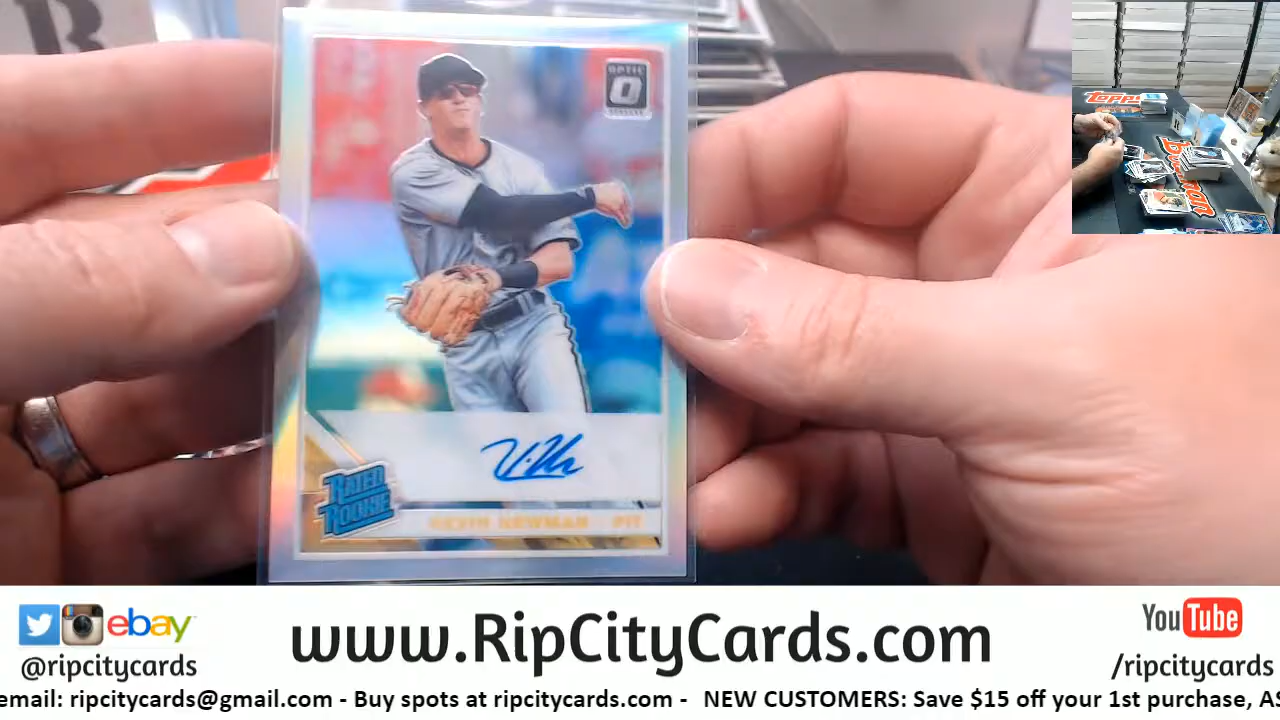 B
OPTIC
topps
RATED
ROOKIE
KEVIN NEWMAN PIT
ebay
@ripcitycards
www.RipCityCards.com
YouTube
/ripcitycards
email: ripcitycards@gmail.com - Buy spots at ripcitycards.com - NEW CUSTOMERS: Save $15 off your 1st purchase, AS